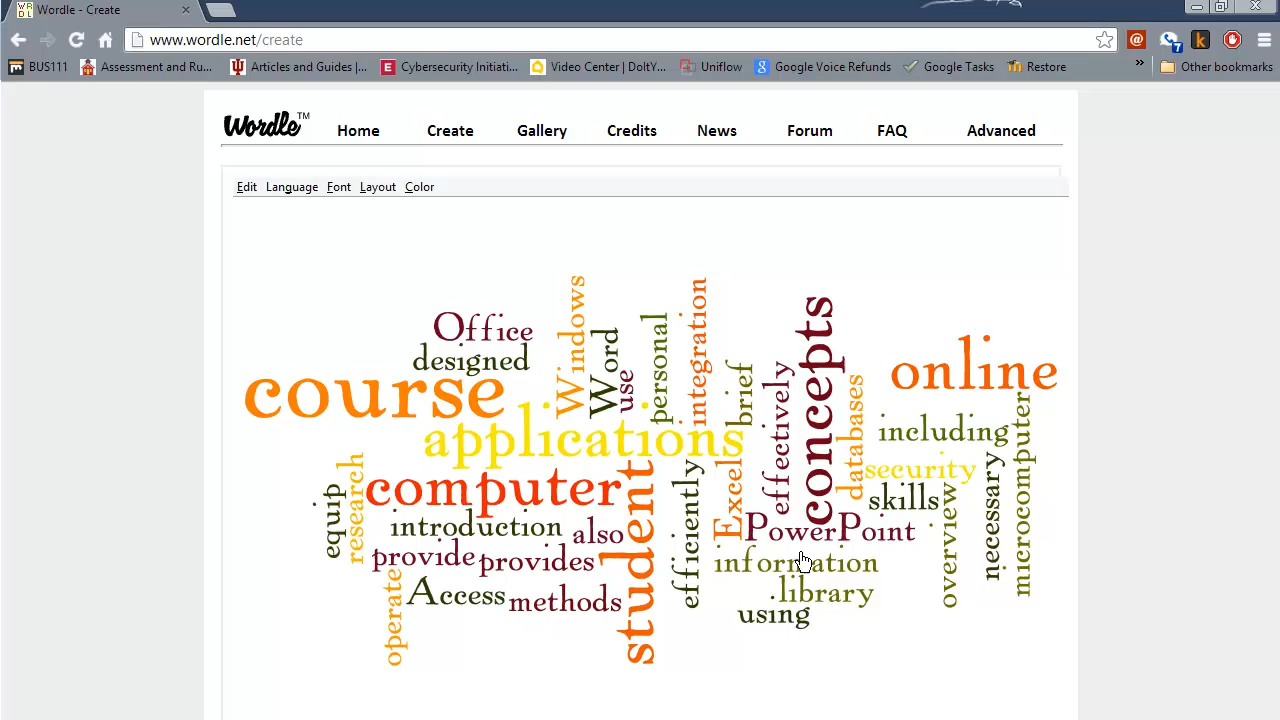 Wordle - Create
www.wordle.net/create
BUS111 Assessment and Ru... Articles and Guides |... Cybersecurity Initiati... Video Center | DoItY... Uniflow Google Voice Refunds Google Tasks Restore » Other bookmarks
Wordle™ Home Create Gallery Credits News Forum FAQ Advanced
Edit Language Font Layout Color
Office
designed
course
Windows
Word
use
personal
integration
brief
effectively
concepts
databases
online
including
applications
security
skills
computer
equip
research
introduction
also
provide
provides
student
efficiently
Excel
PowerPoint
information
library
using
overview
necessary
microcomputer
operate
Access
methods